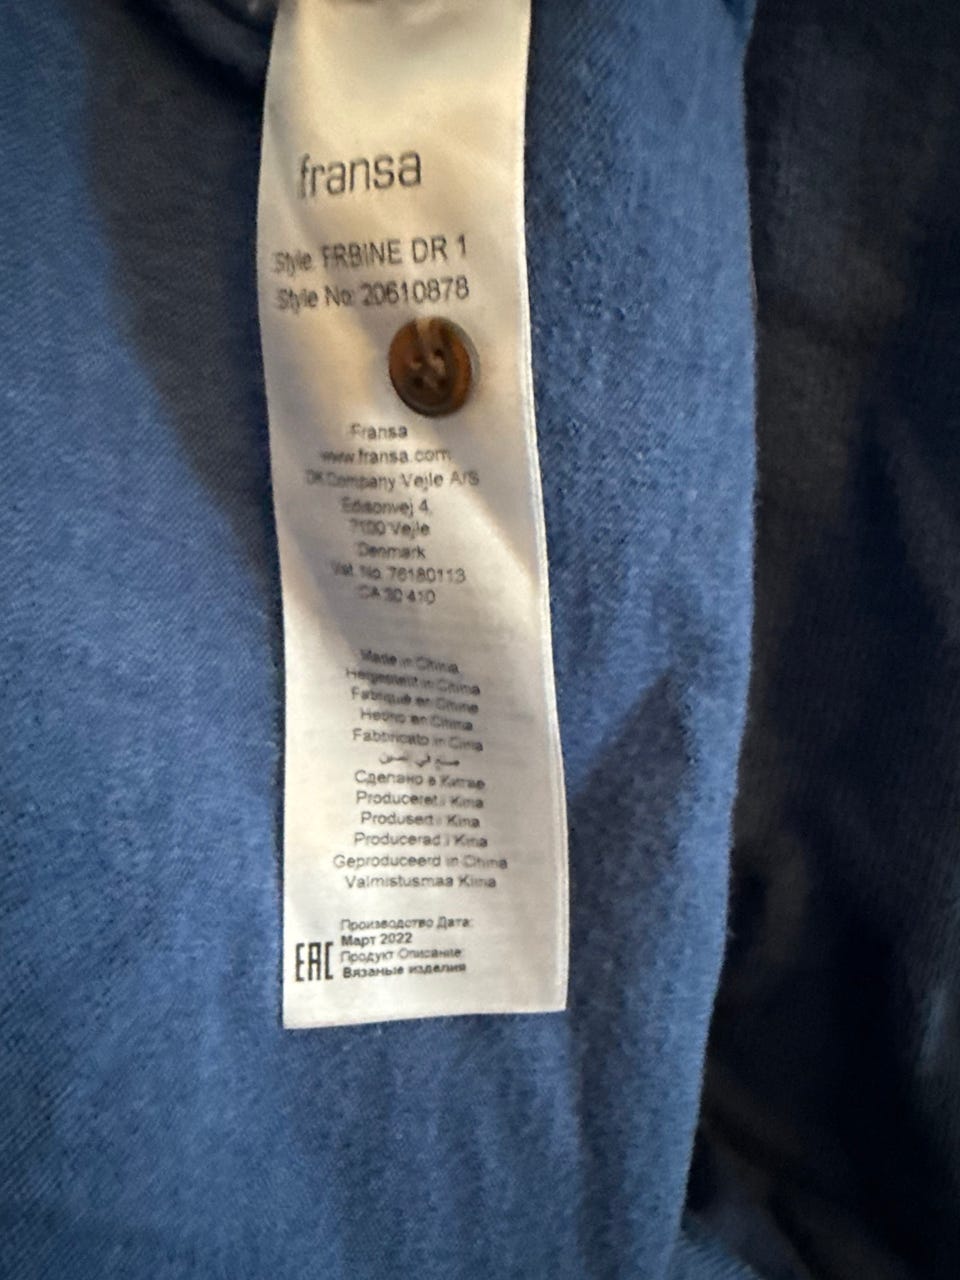 fransa
Style: FRBINE DR 1
Style No: 20610878
Fransa
www.fransa.com
DK Company Vejle A/S
Edisonvej 4,
7100 Vejle
Denmark
Vat. No. 76180113
CA 30 410
Made in China
Hergestellt in China
Fabriqué en Chine
Hecho en China
Fabbricato in Cina
صنع في الصين
Сделано в Китае
Produceret i Kina
Produsert i Kina
Producerad i Kina
Geproduceerd in China
Valmistusmaa Kiina
EAC
Производство Дата:
Март 2022
Продукт Описание:
Вязаные изделия